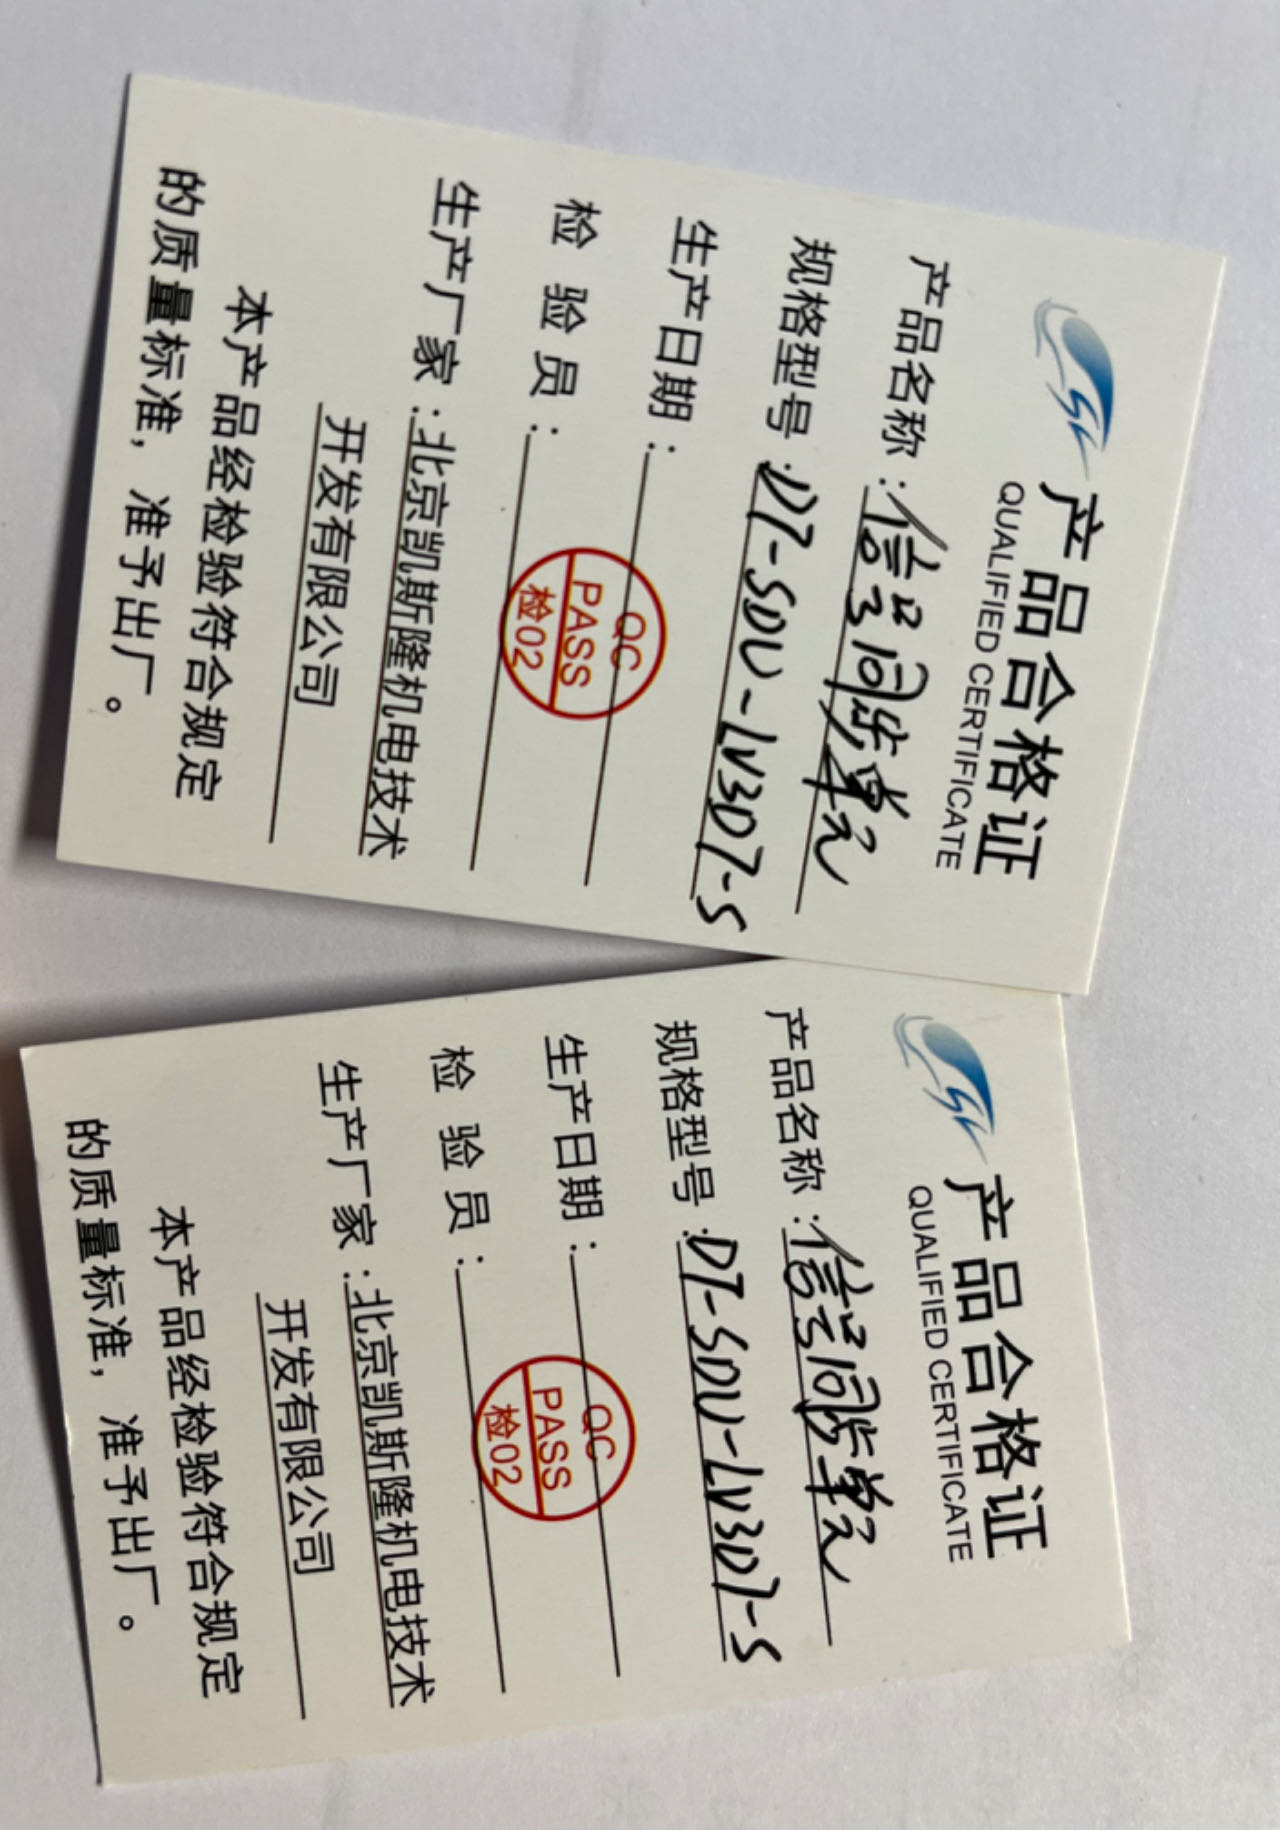 产品合格证
QUALIFIED CERTIFICATE
产品名称：信号同步单元
规格型号：DT-SDU-LV3D7-S
生产日期：
检验员：
QC
PASS
检02
生产厂家：北京凯斯隆机电技术
开发有限公司
本产品经检验符合规定
的质量标准，准予出厂。
产品合格证
QUALIFIED CERTIFICATE
产品名称：信号同步单元
规格型号：DT-SDU-LV3D7-S
生产日期：
检验员：
QC
PASS
检02
生产厂家：北京凯斯隆机电技术
开发有限公司
本产品经检验符合规定
的质量标准，准予出厂。